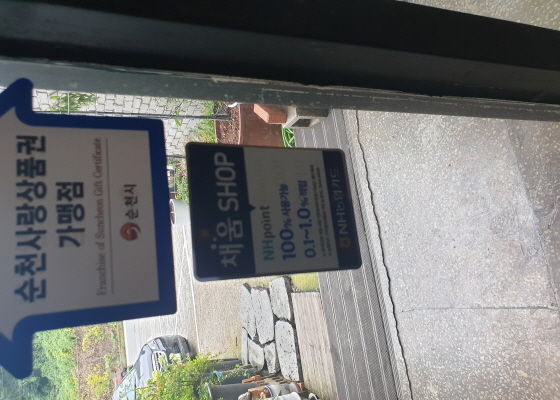 순천사랑상품권
가맹점
Franchise of Suncheon Gift Certificate
순천시
채움 SHOP
NHpoint
100% 사용가능
0.1~1.0% 적립
NH농협카드